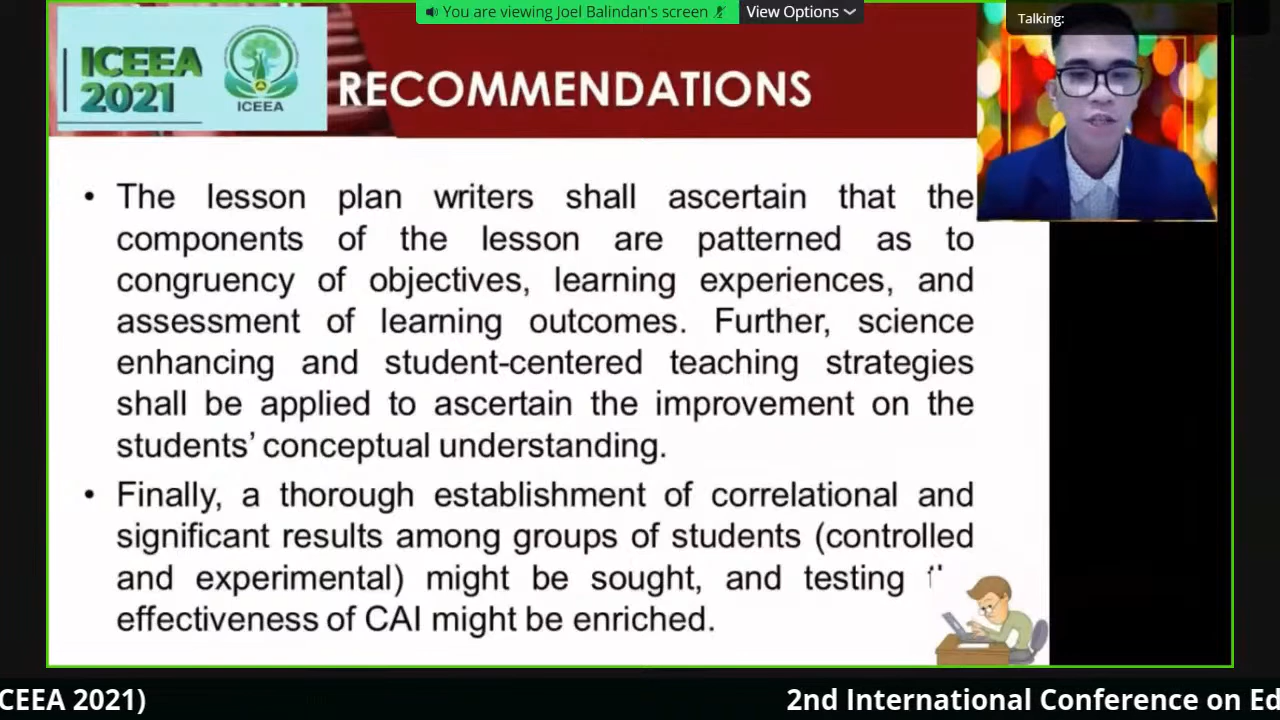 You are viewing Joel Balindan's screen
View Options
Talking:
ICEEA
2021
ICEEA
RECOMMENDATIONS
• The lesson plan writers shall ascertain that the
components of the lesson are patterned as to
congruency of objectives, learning experiences, and
assessment of learning outcomes. Further, science
enhancing and student-centered teaching strategies
shall be applied to ascertain the improvement on the
students' conceptual understanding.
• Finally, a thorough establishment of correlational and
significant results among groups of students (controlled
and experimental) might be sought, and testing
effectiveness of CAI might be enriched.
CEEA 2021)
2nd International Conference on Ed